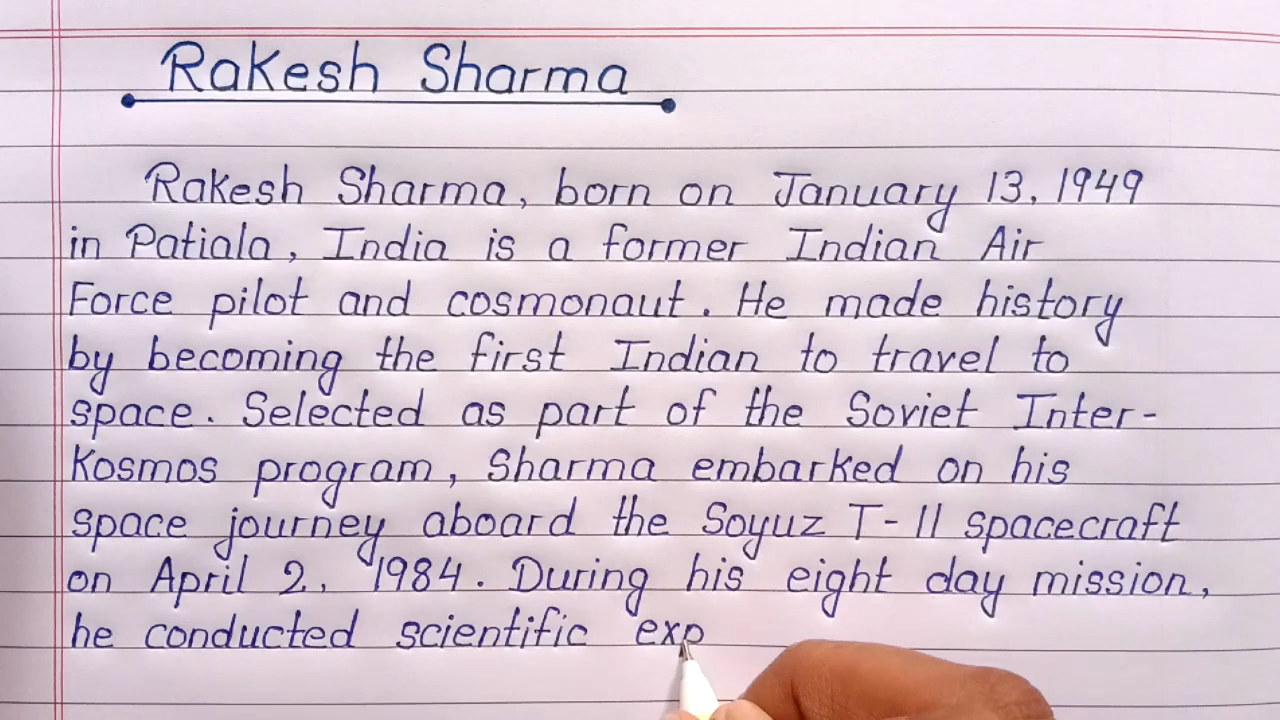 Rakesh Sharma
Rakesh Sharma, born on January 13, 1949
in Patiala, India is a former Indian Air
Force pilot and cosmonaut. He made history
by becoming the first Indian to travel to
space. Selected as part of the Soviet Inter-
kosmos program, Sharma embarked on his
space journey aboard the Soyuz T-11 spacecraft
on April 2, 1984. During his eight day mission,
he conducted scientific exp